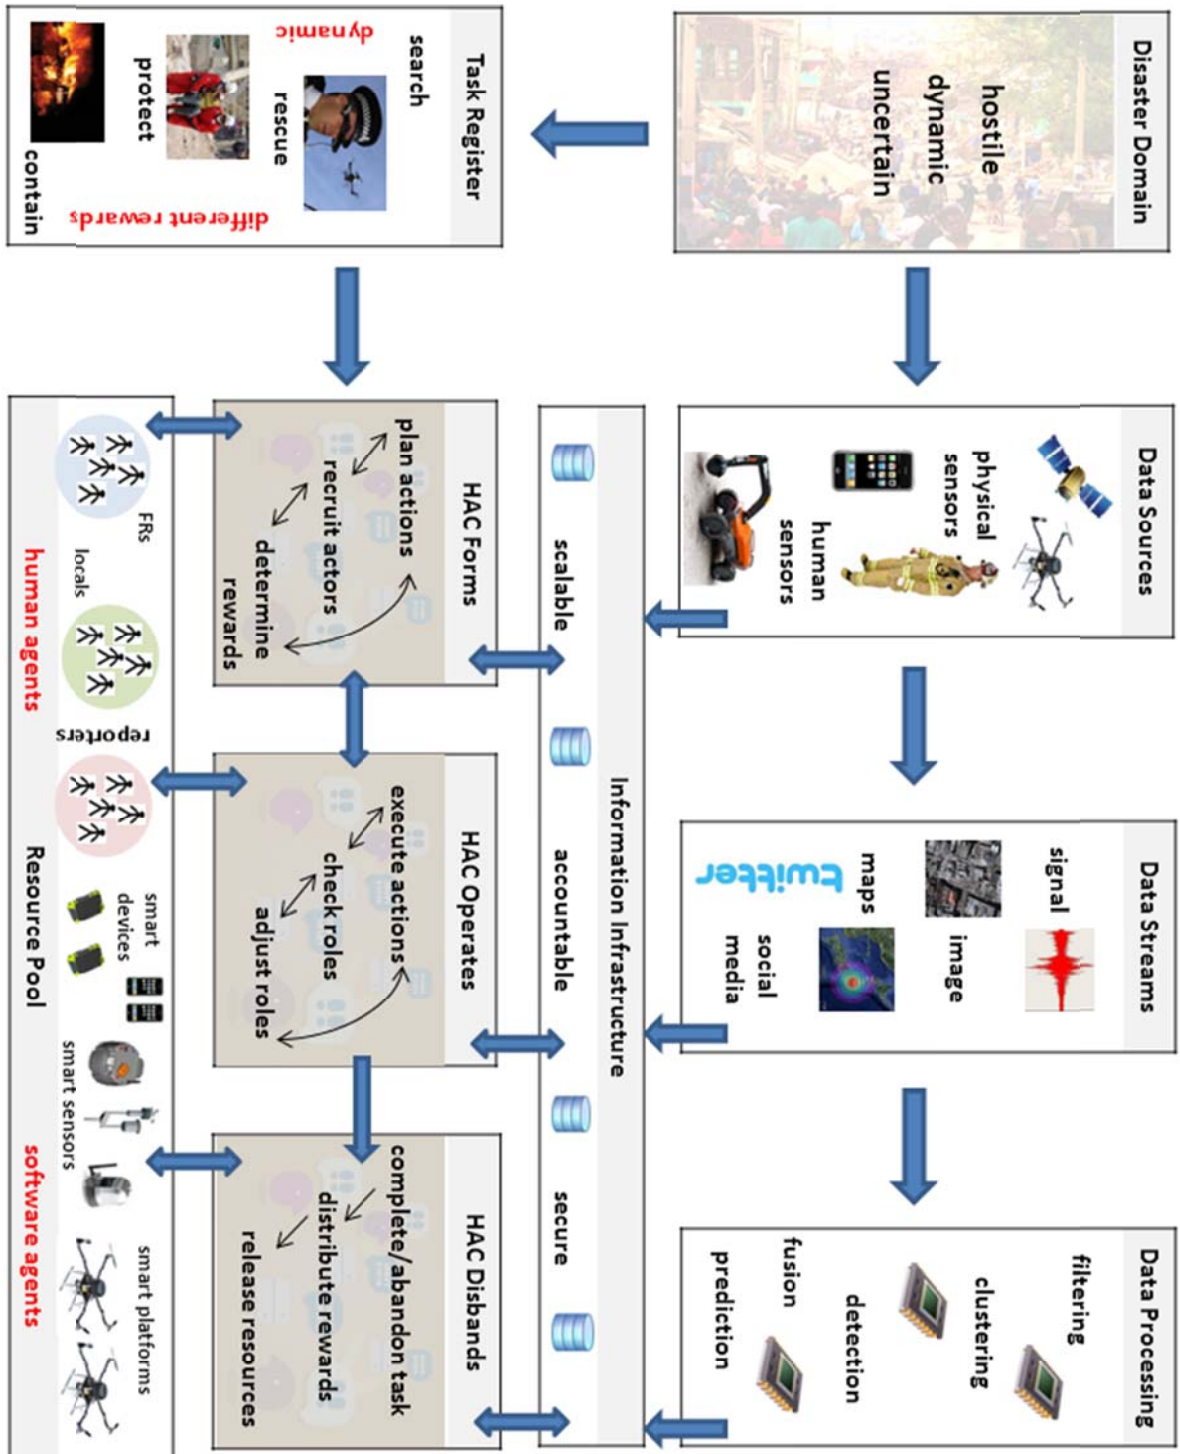 Disaster Domain
hostile
dynamic
uncertain
Data Sources
physical
sensors
human
sensors
Data Streams
signal
image
maps
twitter
social
media
Data Processing
filtering
clustering
detection
fusion
prediction
Information Infrastructure
scalable
accountable
secure
Task Register
search
dynamic
rescue
protect
different rewards
contain
HAC Forms
plan actions
recruit actors
determine
rewards
HAC Operates
execute actions
check roles
adjust roles
HAC Disbands
complete/abandon task
distribute rewards
release resources
FRs
locals
reporters
smart
devices
smart sensors
smart platforms
human agents
Resource Pool
software agents